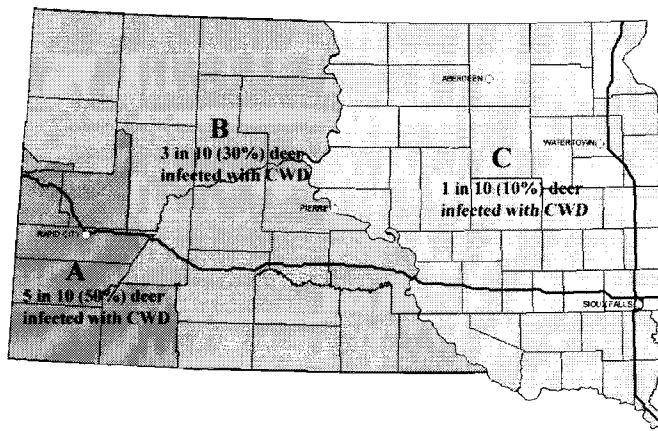 ABERDEEN
B
3 in 10 (30%) deer
infected with CWD
WATERTOWN
C
1 in 10 (10%) deer
infected with CWD
PIERRE
RAPID CITY
A
5 in 10 (50%) deer
infected with CWD
SIOUX FALLS